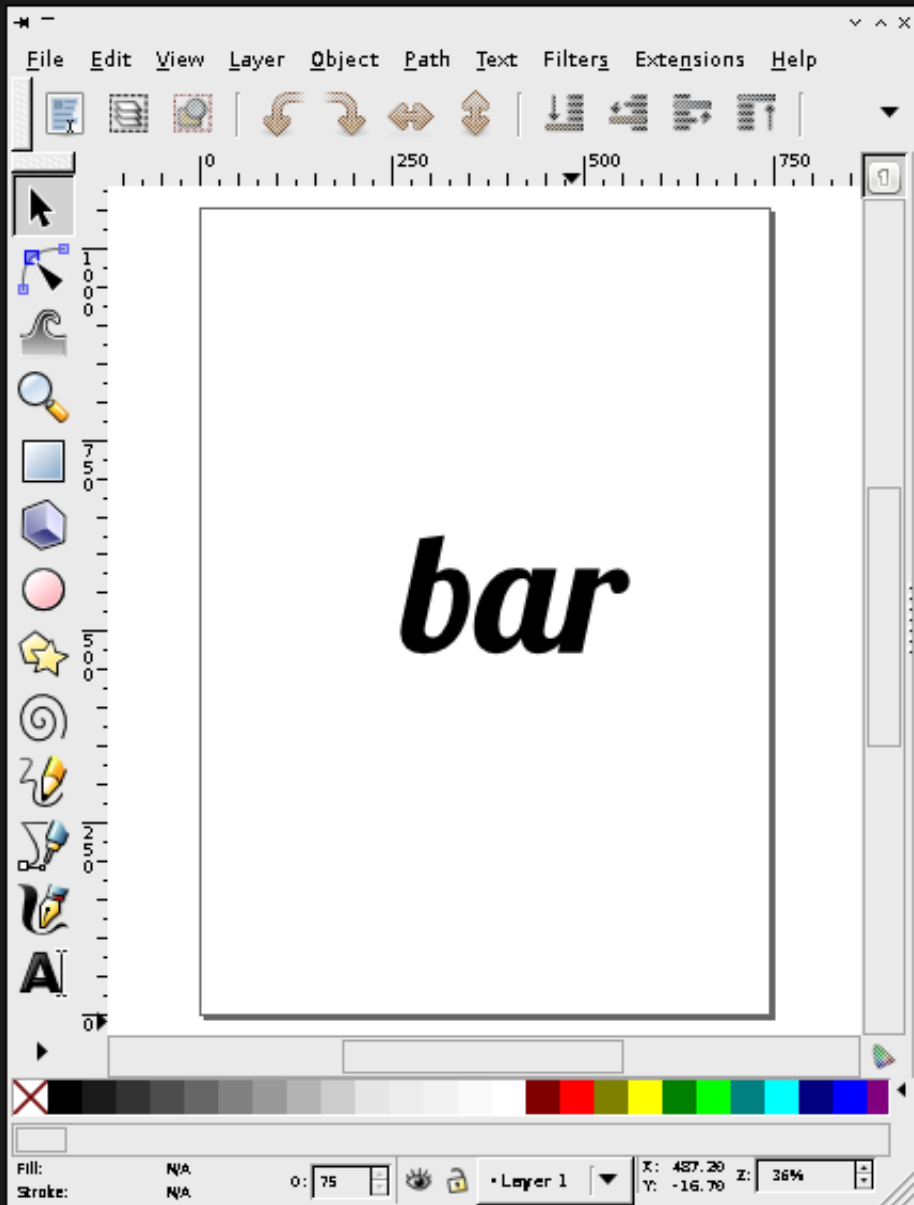 File Edit View Layer Object Path Text Filters Extensions Help
0 250 500 750
1000
750
bar
500
250
0
A
Fill: N/A O: 75 • Layer 1 X: 487.20 Z: 36%
Stroke: N/A Y: -16.70